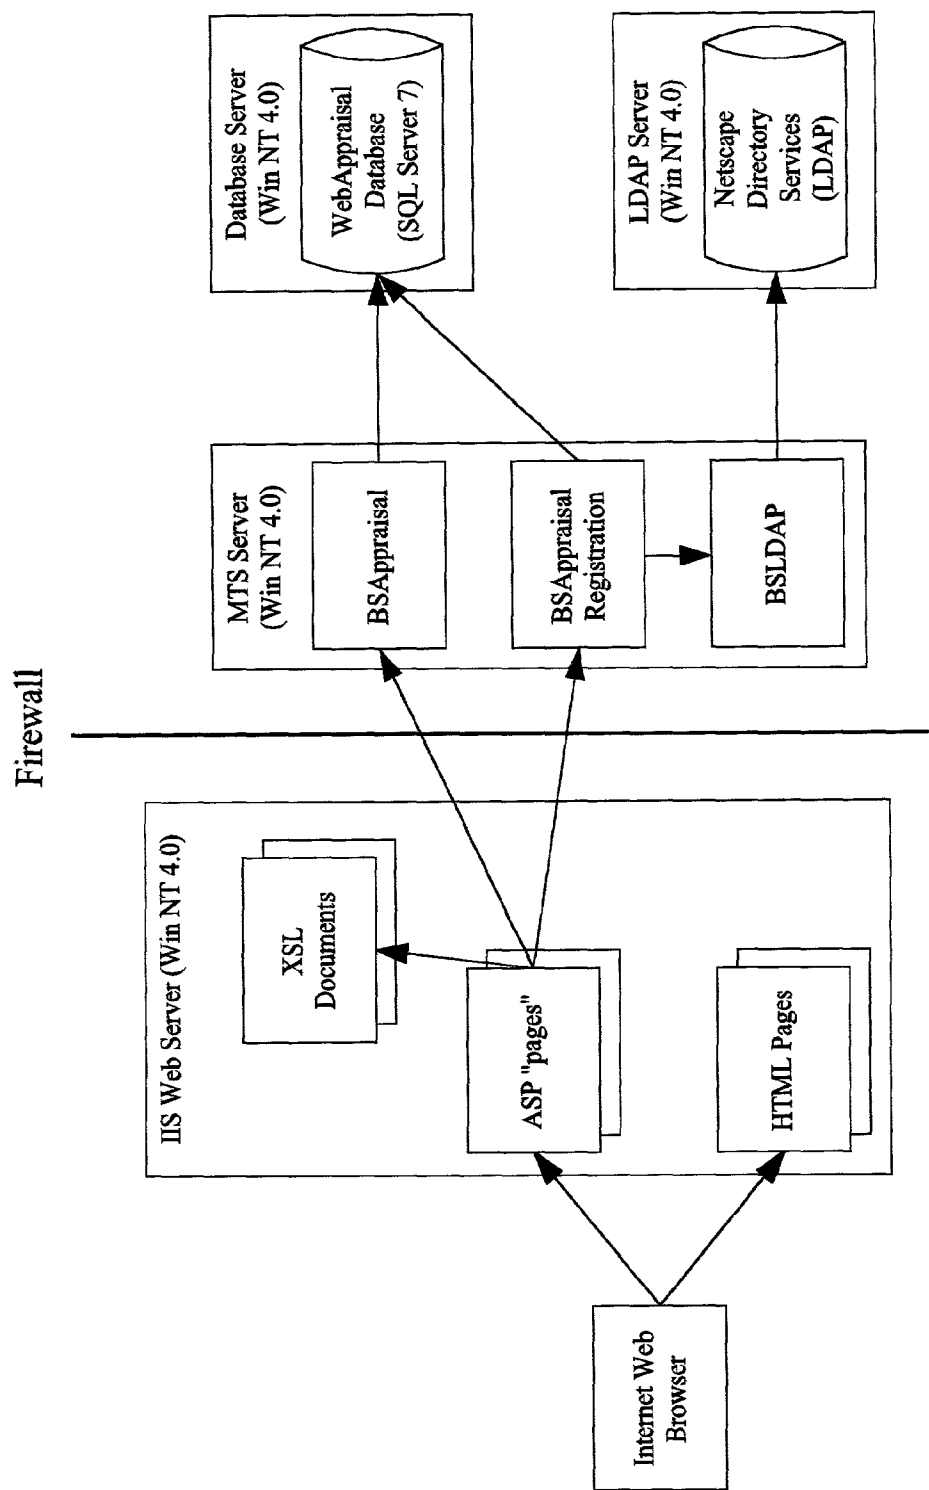 Firewall
IIS Web Server (Win NT 4.0)
XSL
Documents
ASP "pages"
HTML Pages
Internet Web
Browser
MTS Server
(Win NT 4.0)
BSAppraisal
BSAppraisal
Registration
BSLDAP
Database Server
(Win NT 4.0)
WebAppraisal
Database
(SQL Server 7)
LDAP Server
(Win NT 4.0)
Netscape
Directory
Services
(LDAP)